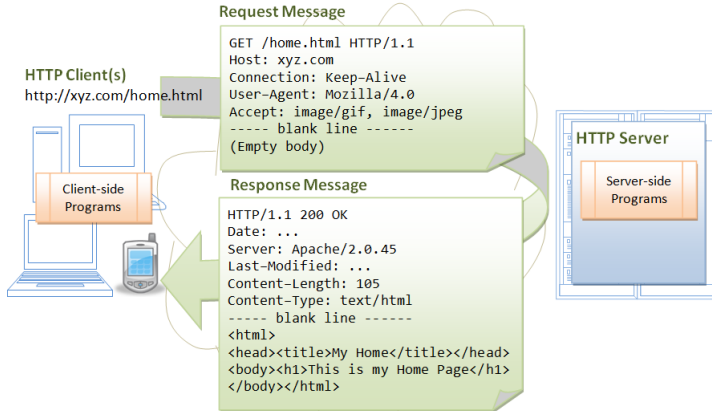 Request Message
GET /home.html HTTP/1.1
Host: xyz.com
Connection: Keep-Alive
User-Agent: Mozilla/4.0
Accept: image/gif, image/jpeg
----- blank line ------
(Empty body)
HTTP Client(s)
http://xyz.com/home.html
Client-side
Programs
HTTP Server
Server-side
Programs
Response Message
HTTP/1.1 200 OK
Date: ...
Server: Apache/2.0.45
Last-Modified: ...
Content-Length: 105
Content-Type: text/html
----- blank line ------
<html>
<head><title>My Home</title></head>
<body><h1>This is my Home Page</h1>
</body></html>